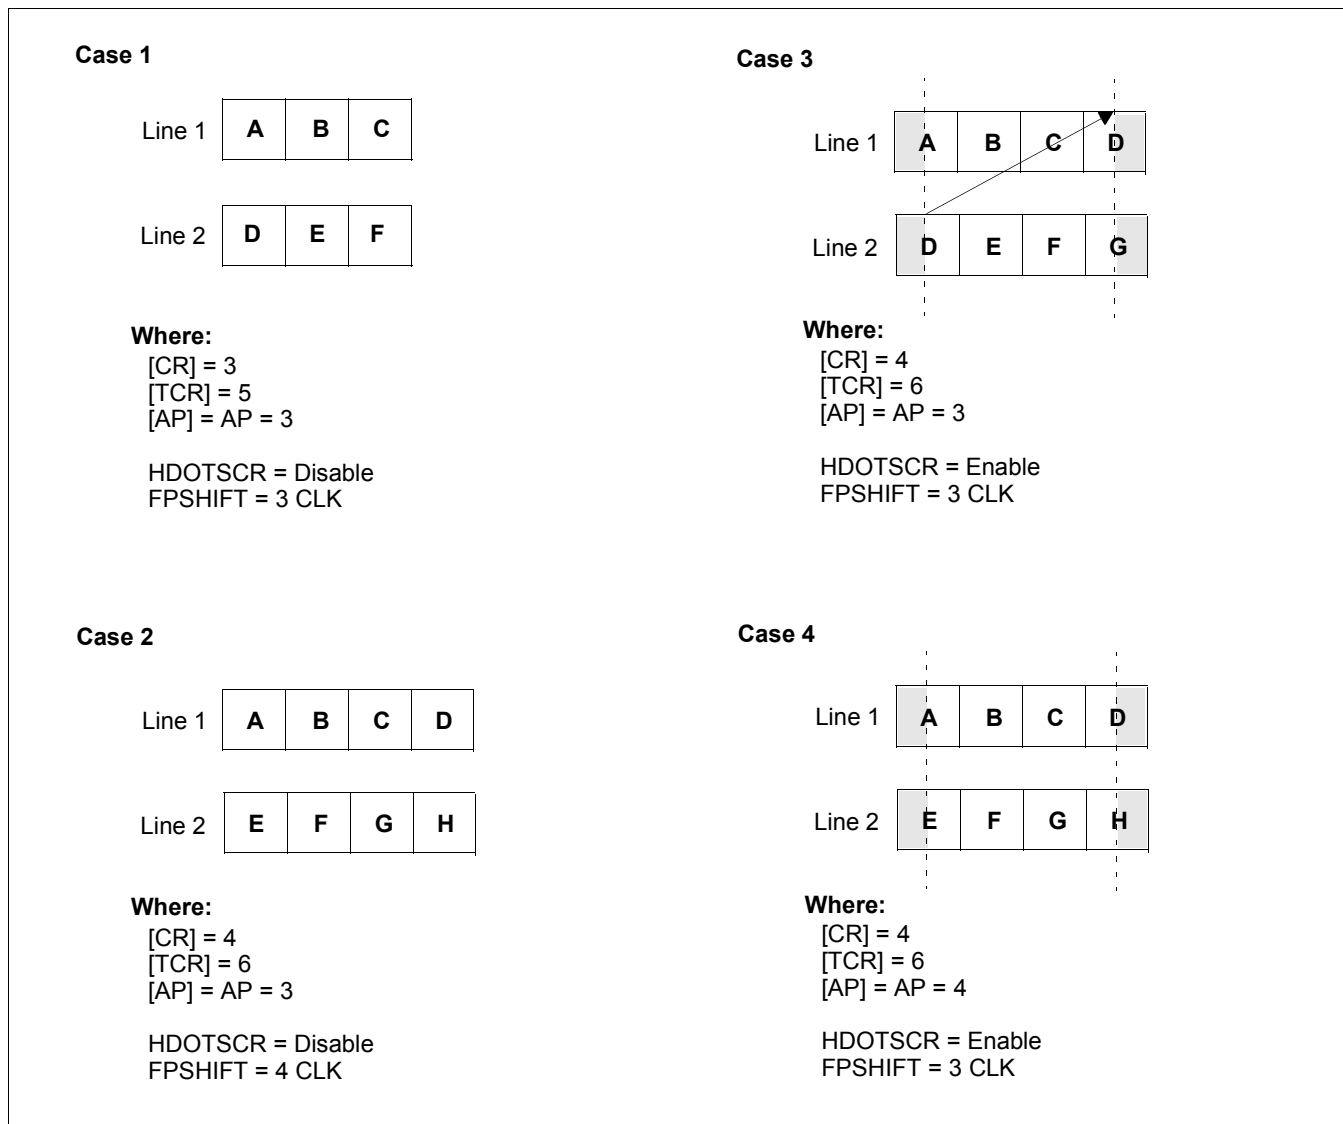 Case 1
Line 1 A B C
Line 2 D E F
Where:
[CR] = 3
[TCR] = 5
[AP] = AP = 3
HDOTSCR = Disable
FPSHIFT = 3 CLK
Case 3
Line 1 A B C D
Line 2 D E F G
Where:
[CR] = 4
[TCR] = 6
[AP] = AP = 3
HDOTSCR = Enable
FPSHIFT = 3 CLK
Case 2
Line 1 A B C D
Line 2 E F G H
Where:
[CR] = 4
[TCR] = 6
[AP] = AP = 3
HDOTSCR = Disable
FPSHIFT = 4 CLK
Case 4
Line 1 A B C D
Line 2 E F G H
Where:
[CR] = 4
[TCR] = 6
[AP] = AP = 4
HDOTSCR = Enable
FPSHIFT = 3 CLK